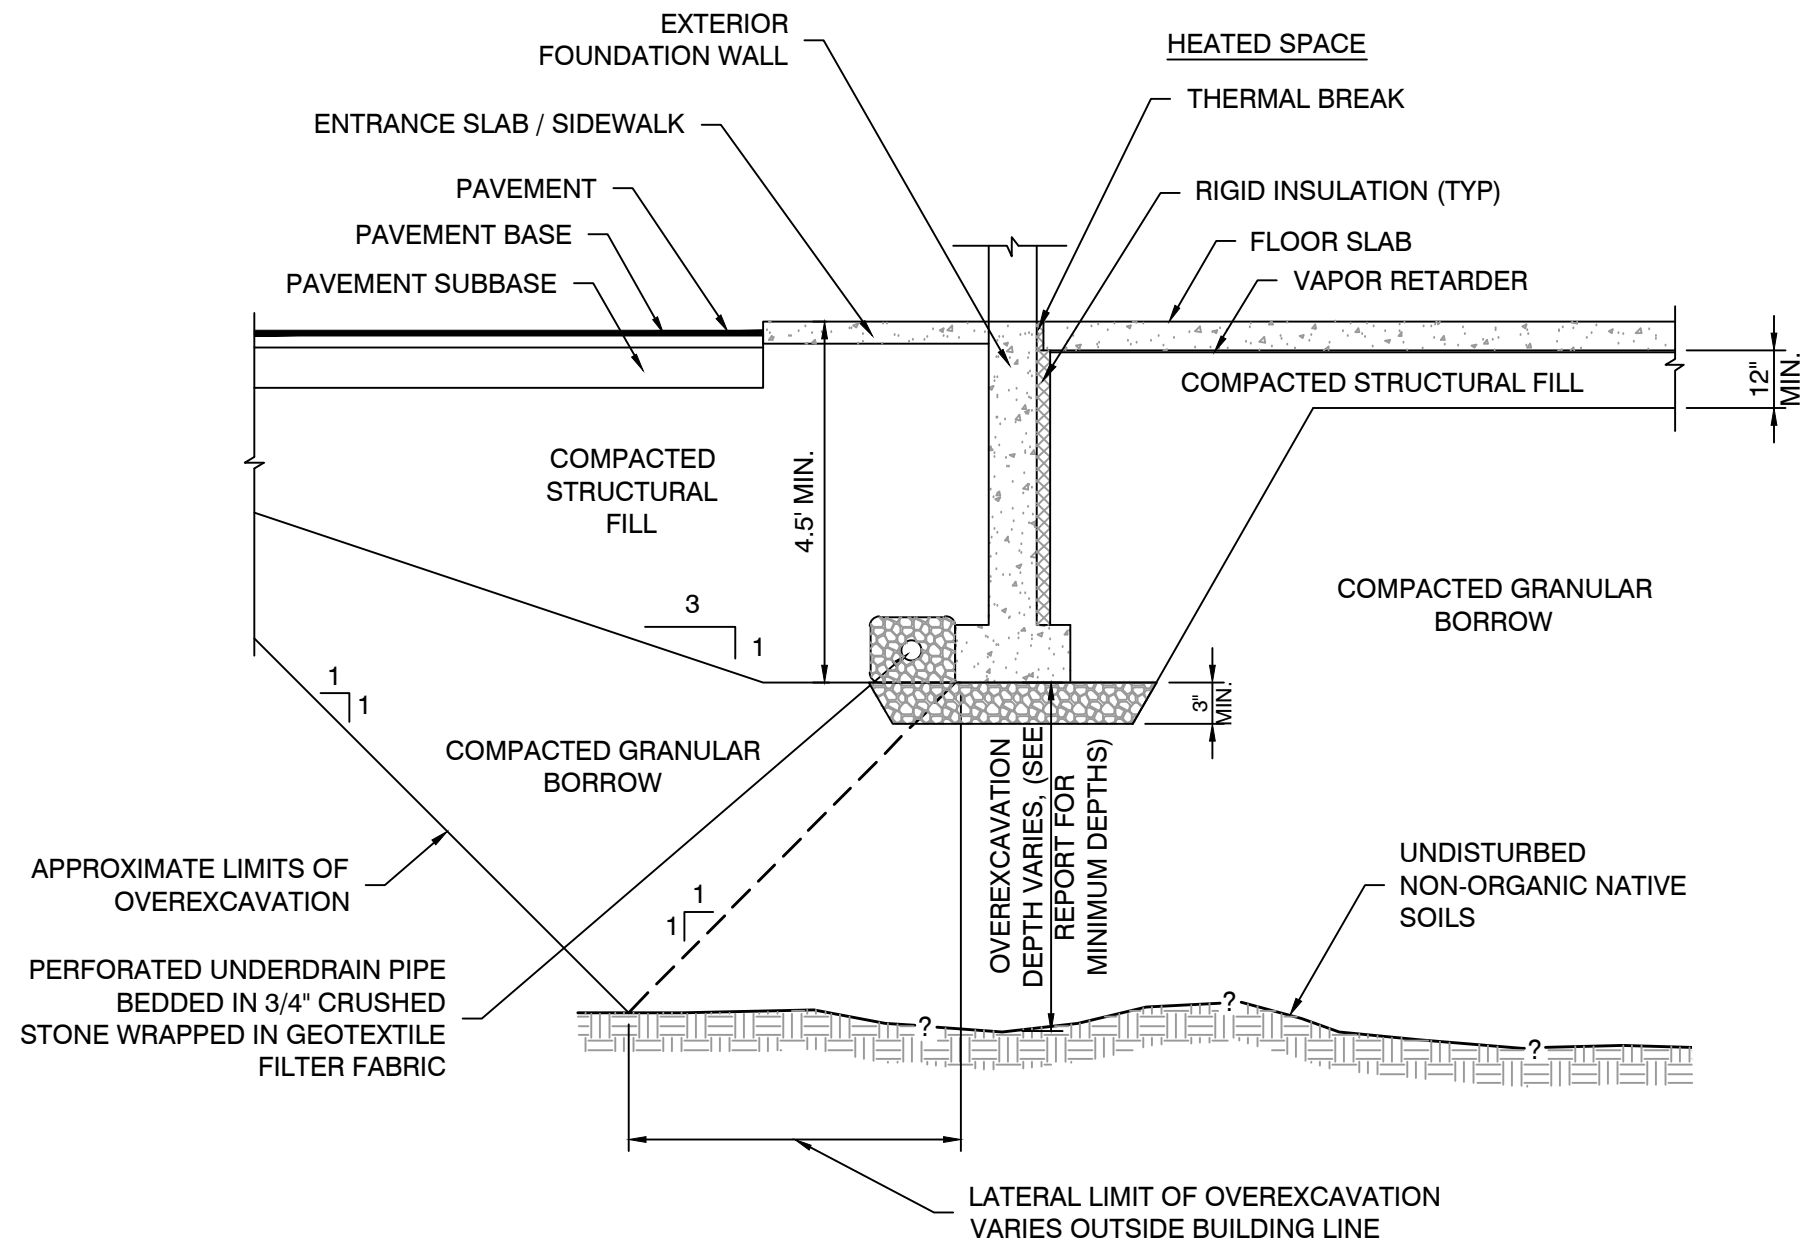 EXTERIOR
FOUNDATION WALL
HEATED SPACE
THERMAL BREAK
ENTRANCE SLAB / SIDEWALK
PAVEMENT
RIGID INSULATION (TYP)
PAVEMENT BASE
FLOOR SLAB
PAVEMENT SUBBASE
VAPOR RETARDER
COMPACTED STRUCTURAL FILL
12"
MIN.
COMPACTED
STRUCTURAL
FILL
4.5' MIN.
COMPACTED GRANULAR
BORROW
3
1
1
1
3"
MIN.
COMPACTED GRANULAR
BORROW
OVEREXCAVATION
DEPTH VARIES, (SEE
REPORT FOR
MINIMUM DEPTHS)
APPROXIMATE LIMITS OF
OVEREXCAVATION
UNDISTURBED
NON-ORGANIC NATIVE
SOILS
1
1
PERFORATED UNDERDRAIN PIPE
BEDDED IN 3/4" CRUSHED
STONE WRAPPED IN GEOTEXTILE
FILTER FABRIC
?
?
?
LATERAL LIMIT OF OVEREXCAVATION
VARIES OUTSIDE BUILDING LINE